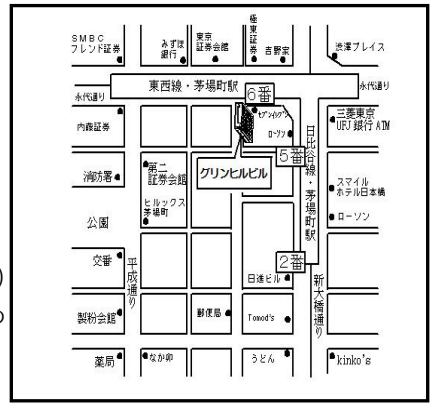 SMBC
フレンド証券
みずほ
銀行
東京
証券会館
極東証券
吉野家
渋澤プレイス
永代通り
東西線・茅場町駅
6番
永代通り
内藤証券
セブンイレブン
ローソン
三菱東京
UFJ銀行ATM
5番
日比谷線・茅場町駅
消防署
第二
証券会館
グリンヒルビル
スマイル
ホテル日本橋
ヒルックス
茅場町
ローソン
公園
交番
平成通り
2番
日進ビル
新大橋通り
製粉会館
郵便局
Tomod's
薬局
なか卯
うどん
kinko's